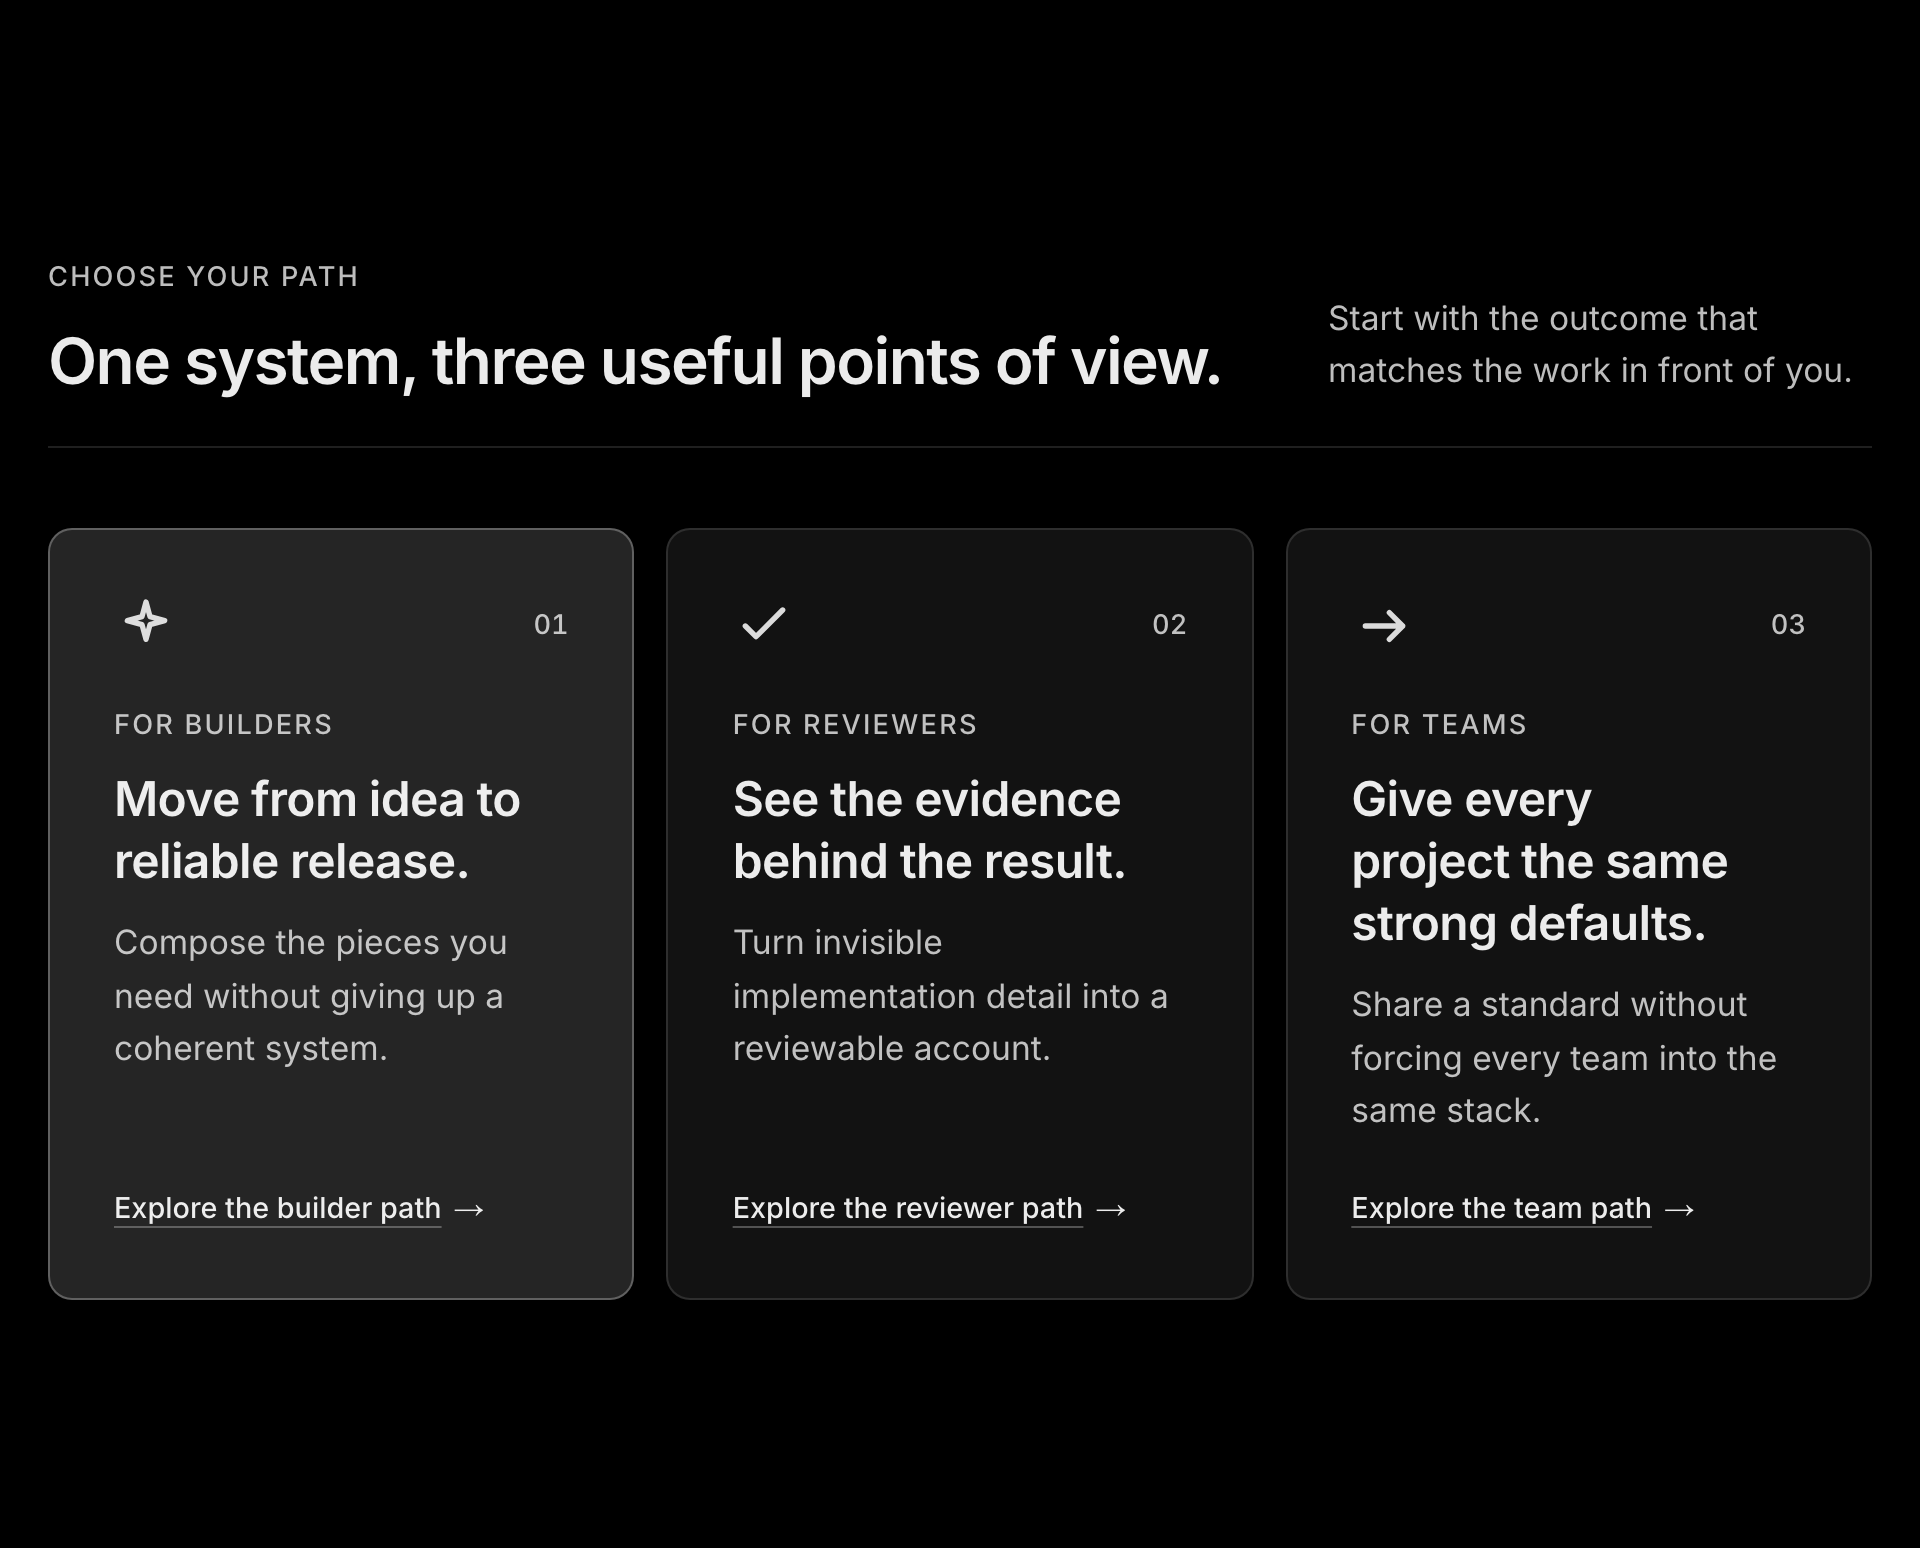 CHOOSE YOUR PATH
One system, three useful points of view.
Start with the outcome that
matches the work in front of you.
01
FOR BUILDERS
Move from idea to
reliable release.
Compose the pieces you
need without giving up a
coherent system.
Explore the builder path →
02
FOR REVIEWERS
See the evidence
behind the result.
Turn invisible
implementation detail into a
reviewable account.
Explore the reviewer path →
03
FOR TEAMS
Give every
project the same
strong defaults.
Share a standard without
forcing every team into the
same stack.
Explore the team path →